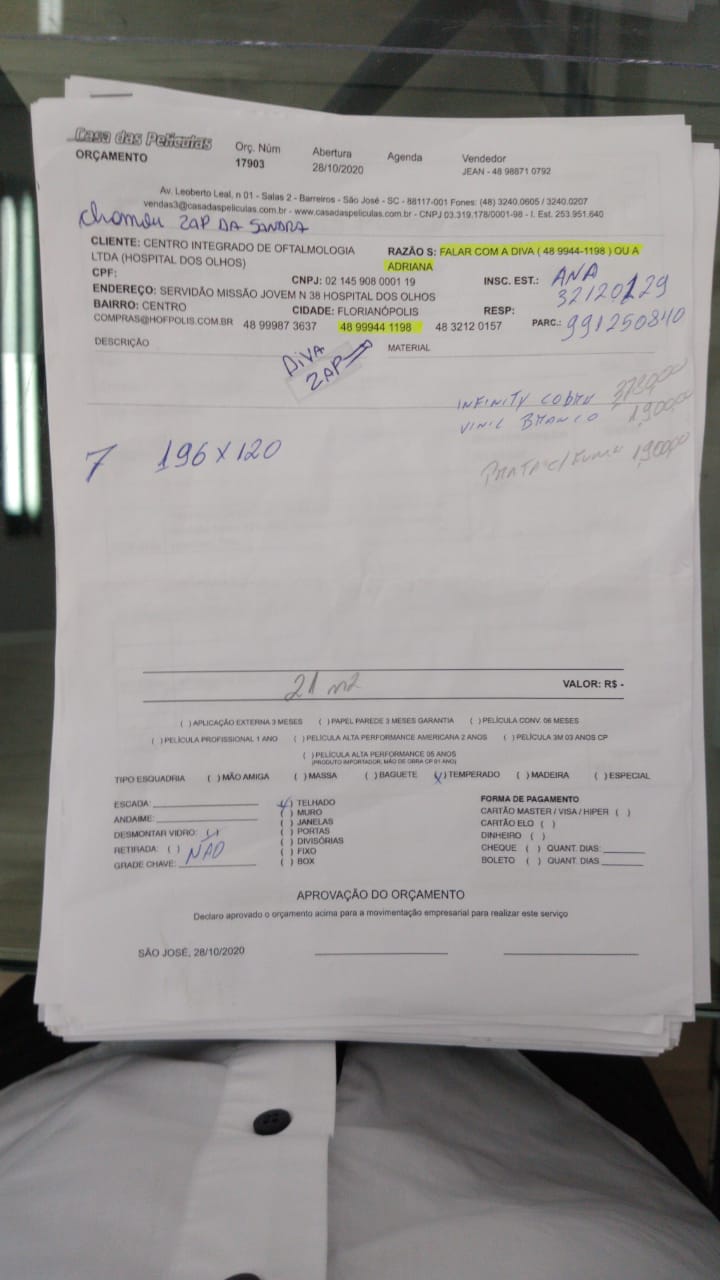 Casa das Películas
ORÇAMENTO
Orç. Núm
17903
Abertura
28/10/2020
Agenda
Vendedor
JEAN - 48 98871 0792
Av. Leoberto Leal, n 01 - Salas 2 - Barreiros - São José - SC - 88117-001 Fones: (48) 3240.0605 / 3240.0207
vendas3@casadaspeliculas.com.br - www.casadaspeliculas.com.br - CNPJ 03.319.178/0001-98 - I. Est. 253.951.640
chamou ZAP DA SANDRA
CLIENTE: CENTRO INTEGRADO DE OFTALMOLOGIA
LTDA (HOSPITAL DOS OLHOS)
RAZÃO S: FALAR COM A DIVA ( 48 9944-1198 ) OU A
ADRIANA
CPF:
CNPJ: 02 145 908 0001 19
INSC. EST.: ANA
32120129
ENDEREÇO: SERVIDÃO MISSÃO JOVEM N 38 HOSPITAL DOS OLHOS
BAIRRO: CENTRO
CIDADE: FLORIANÓPOLIS
RESP:
COMPRAS@HOFPOLIS.COM.BR
48 99987 3637
48 99944 1198
48 3212 0157
PARC.: 991250840
DESCRIÇÃO
DIVA
ZAP
MATERIAL
INFINITY COBRE
VINIL BRANCO 1,900,00
PRATA C/FUME 1,900,00
7 196 x 120
21 m2
VALOR: R$ -
( ) APLICAÇÃO EXTERNA 3 MESES ( ) PAPEL PAREDE 3 MESES GARANTIA ( ) PELÍCULA CONV. 06 MESES
( ) PELÍCULA PROFISSIONAL 1 ANO ( ) PELÍCULA ALTA PERFORMANCE AMERICANA 2 ANOS ( ) PELÍCULA 3M 03 ANOS CP
( ) PELÍCULA ALTA PERFORMANCE 05 ANOS
(PRODUTO IMPORTADOR, MÃO DE OBRA CP 01 ANO)
TIPO ESQUADRIA ( ) MÃO AMIGA ( ) MASSA ( ) BAGUETE (x) TEMPERADO ( ) MADEIRA ( ) ESPECIAL
ESCADA:
ANDAIME:
DESMONTAR VIDRO: ( )
RETIRADA: ( ) NÃO
GRADE CHAVE:
(x) TELHADO
( ) MURO
( ) JANELAS
( ) PORTAS
( ) DIVISÓRIAS
( ) FIXO
( ) BOX
FORMA DE PAGAMENTO
CARTÃO MASTER / VISA / HIPER ( )
CARTÃO ELO ( )
DINHEIRO ( )
CHEQUE ( ) QUANT. DIAS:
BOLETO ( ) QUANT. DIAS
APROVAÇÃO DO ORÇAMENTO
Declaro aprovado o orçamento acima para a movimentação empresarial para realizar este serviço
SÃO JOSÉ, 28/10/2020